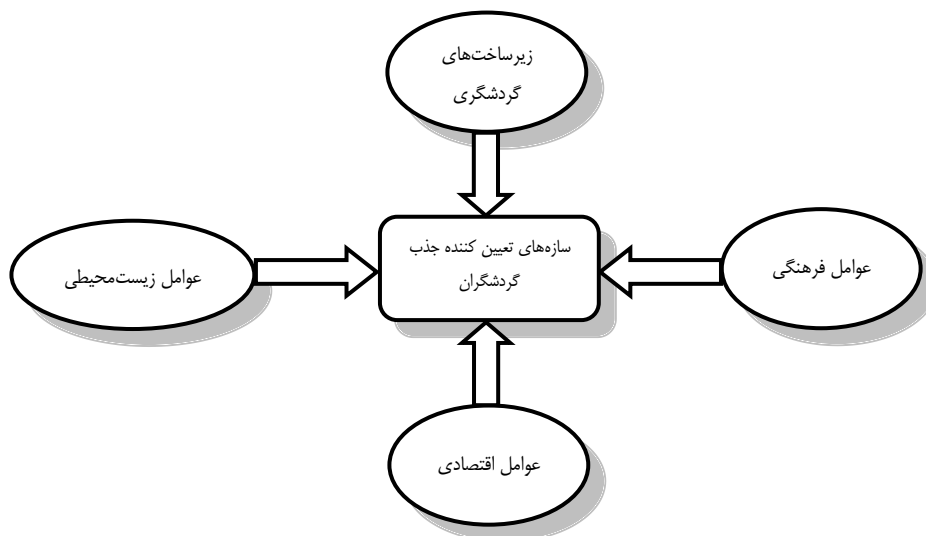 زیرساخت‌های
گردشگری
سازه‌های تعیین کننده جذب
گردشگران
عوامل فرهنگی
عوامل زیست‌محیطی
عوامل اقتصادی